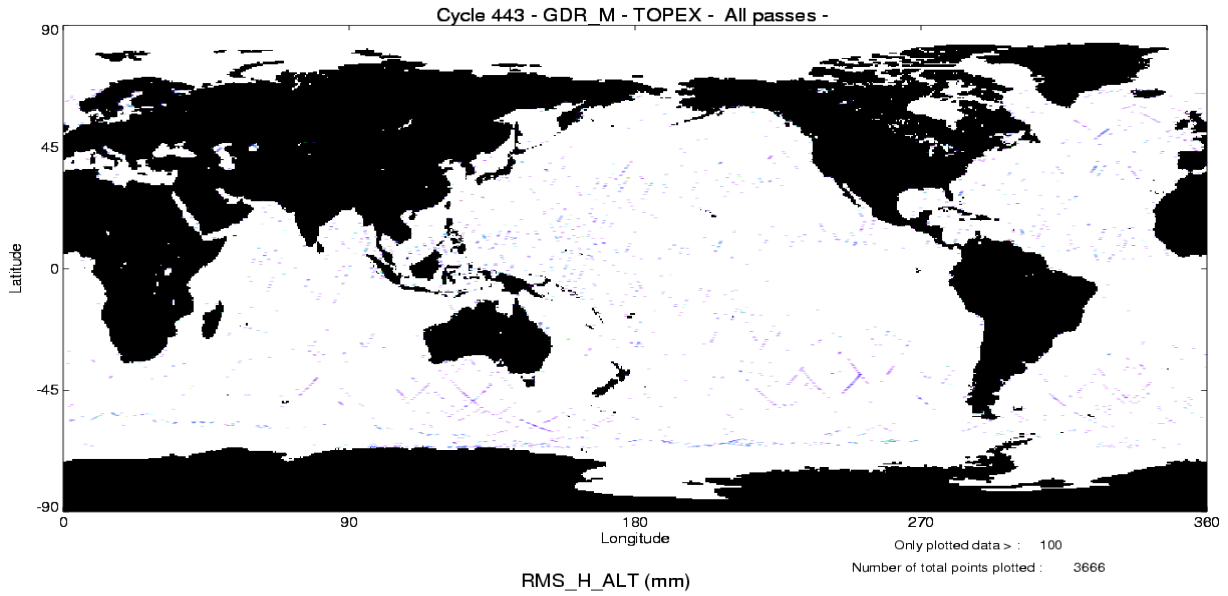 Cycle 443 - GDR_M - TOPEX - All passes -
90
45
0
-45
-90
Latitude
0 90 180 270 360
Longitude
Only plotted data > : 100
Number of total points plotted : 3666
RMS_H_ALT (mm)